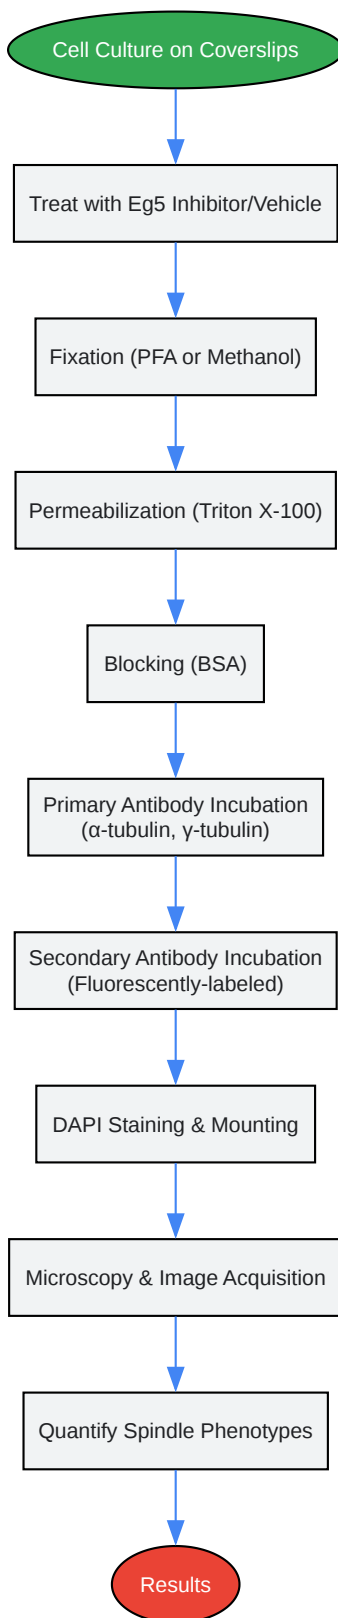 Cell Culture on Coverslips
Treat with Eg5 Inhibitor/Vehicle
Fixation (PFA or Methanol)
Permeabilization (Triton X-100)
Blocking (BSA)
Primary Antibody Incubation
(α-tubulin, γ-tubulin)
Secondary Antibody Incubation
(Fluorescently-labeled)
DAPI Staining & Mounting
Microscopy & Image Acquisition
Quantify Spindle Phenotypes
Results